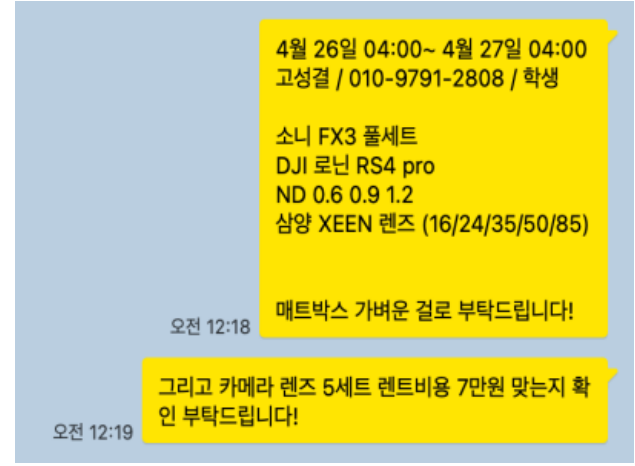 4월 26일 04:00~ 4월 27일 04:00
고성결 / 010-9791-2808 / 학생
소니 FX3 풀세트
DJI 로닌 RS4 pro
ND 0.6 0.9 1.2
삼양 XEEN 렌즈 (16/24/35/50/85)
매트박스 가벼운 걸로 부탁드립니다!
오전 12:18
그리고 카메라 렌즈 5세트 렌트비용 7만원 맞는지 확
인 부탁드립니다!
오전 12:19